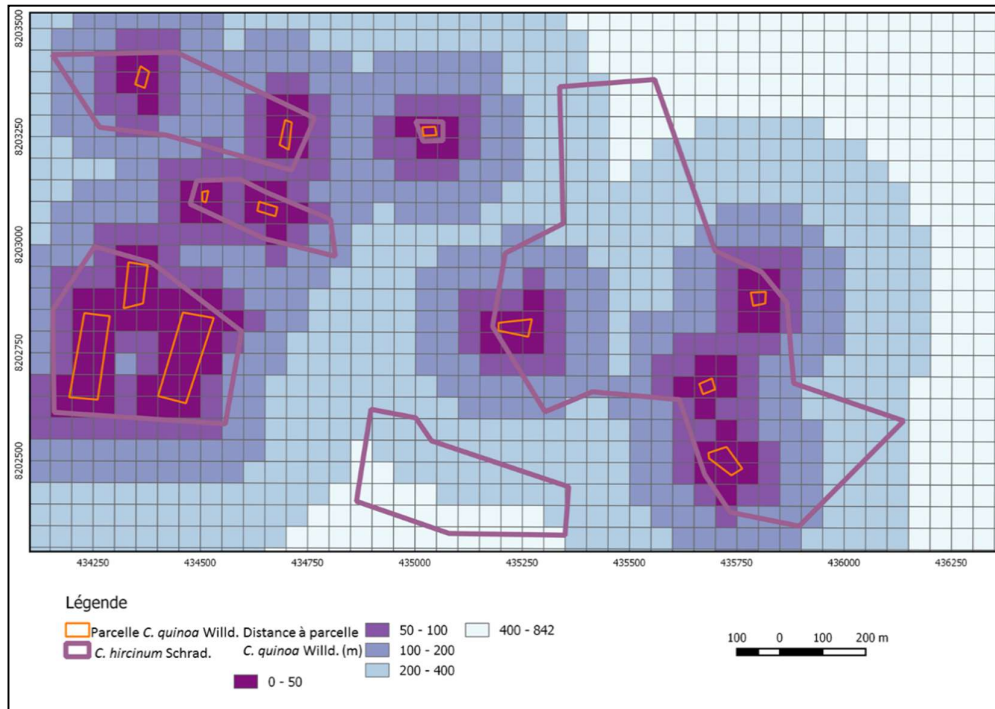 8203500
8203250
8203000
8202750
8202500
434250 434500 434750 435000 435250 435500 435750 436000 436250
Légende
Parcelle C. quinoa Willd. Distance à parcelle 50 - 100 400 - 842
C. hircinum Schrad. C. quinoa Willd. (m) 100 - 200
200 - 400
0 - 50
100 0 100 200 m